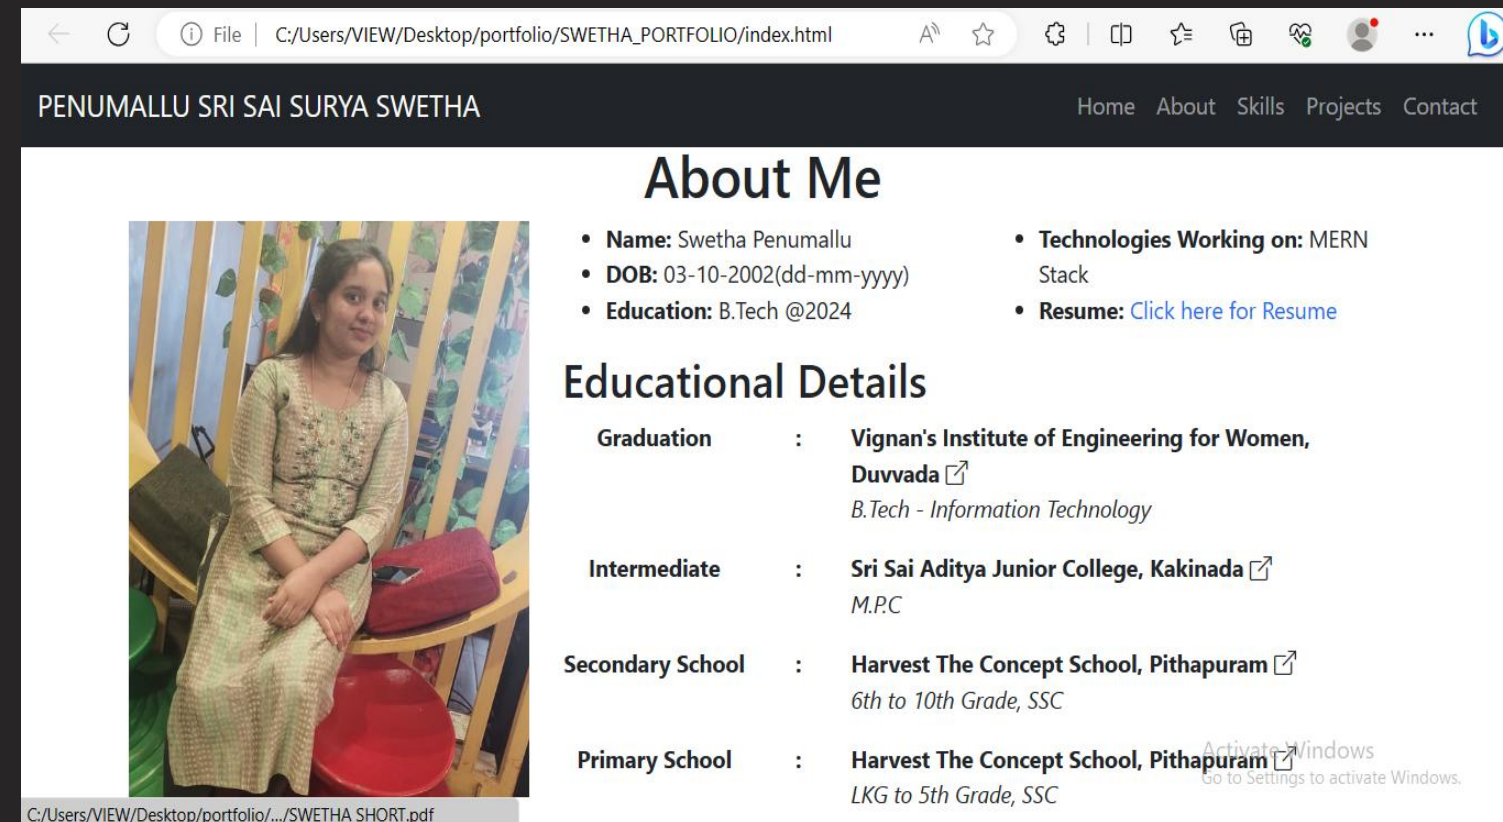 File C:/Users/VIEW/Desktop/portfolio/SWETHA_PORTFOLIO/index.html
PENUMALLU SRI SAI SURYA SWETHA
Home About Skills Projects Contact
About Me
• Name: Swetha Penumallu
• DOB: 03-10-2002(dd-mm-yyyy)
• Education: B.Tech @2024
• Technologies Working on: MERN
Stack
• Resume: Click here for Resume
Educational Details
Graduation : Vignan's Institute of Engineering for Women,
Duvvada
B.Tech - Information Technology
Intermediate : Sri Sai Aditya Junior College, Kakinada
M.P.C
Secondary School : Harvest The Concept School, Pithapuram
6th to 10th Grade, SSC
Primary School : Harvest The Concept School, Pithapuram
LKG to 5th Grade, SSC
Activate Windows
Go to Settings to activate Windows.
C:/Users/VIEW/Desktop/portfolio/.../SWETHA SHORT.pdf